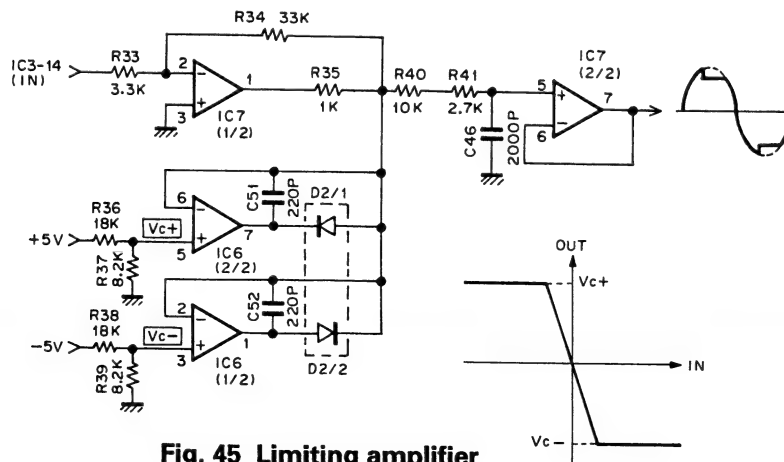 R34 33K
IC3-14
(IN)
R33
3.3K
2
−
3
+
1
IC7
(1/2)
R35
1K
R40
10K
R41
2.7K
C46
2000P
5
+
6
−
7
IC7
(2/2)
6
−
5
+
7
IC6
(2/2)
C51
220P
D2/1
R36
18K
+5V
Vc+
R37
8.2K
2
−
3
+
1
IC6
(1/2)
C52
220P
D2/2
R38
18K
−5V
Vc−
R39
8.2K
OUT
Vc+
IN
Vc−
Fig. 45 Limiting amplifier